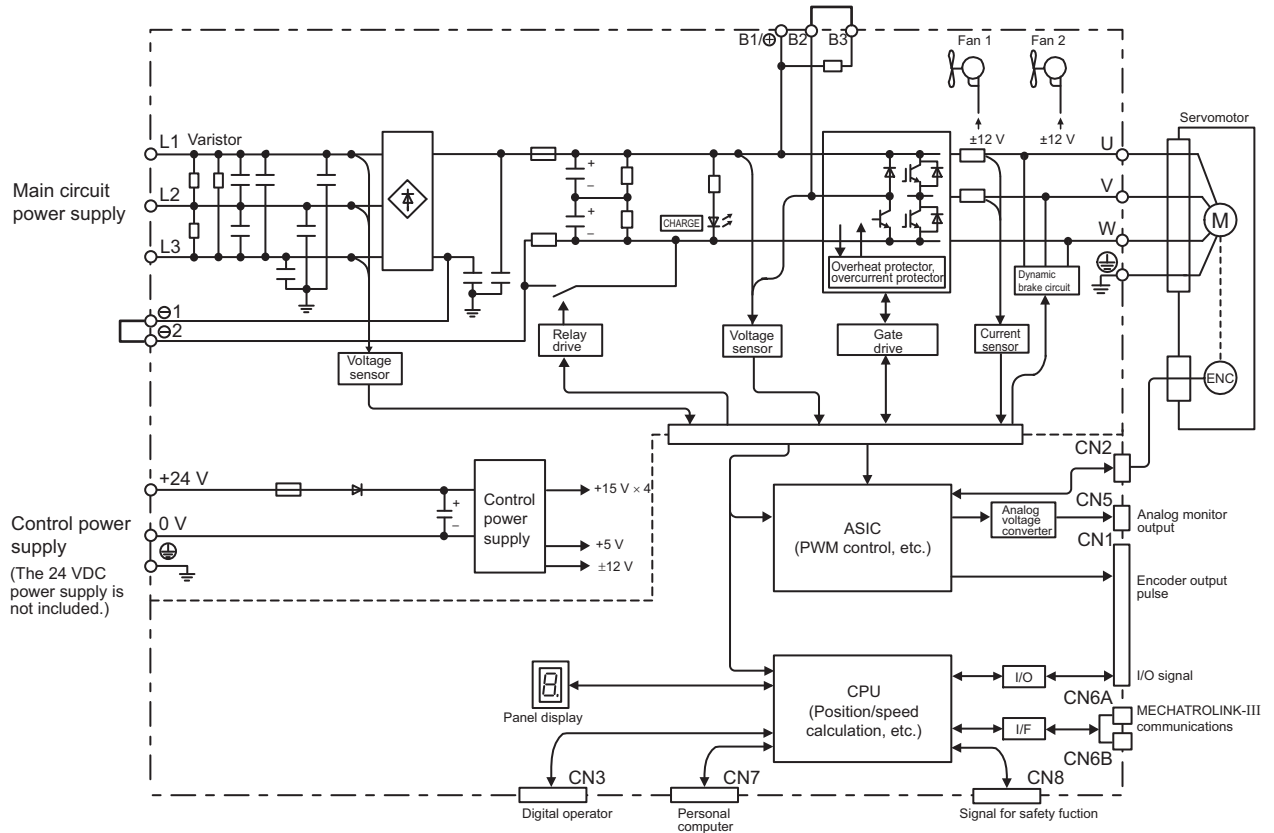 B1/⊕
B2
B3
Fan 1
Fan 2
±12 V
±12 V
Servomotor
L1
Varistor
L2
L3
Main circuit
power supply
U
V
W
M
CHARGE
Overheat protector,
overcurrent protector
Dynamic
brake circuit
⊖1
⊖2
Voltage
sensor
Relay
drive
Voltage
sensor
Gate
drive
Current
sensor
ENC
+
–
+
–
+24 V
0 V
Control power
supply
(The 24 VDC
power supply is
not included.)
+
–
Control
power
supply
+15 V × 4
+5 V
±12 V
ASIC
(PWM control, etc.)
Analog
voltage
converter
CN2
CN5
Analog monitor
output
CN1
Encoder output
pulse
I/O signal
8.
Panel display
CPU
(Position/speed
calculation, etc.)
I/O
I/F
CN6A
MECHATROLINK-III
communications
CN6B
CN3
Digital operator
CN7
Personal
computer
CN8
Signal for safety fuction